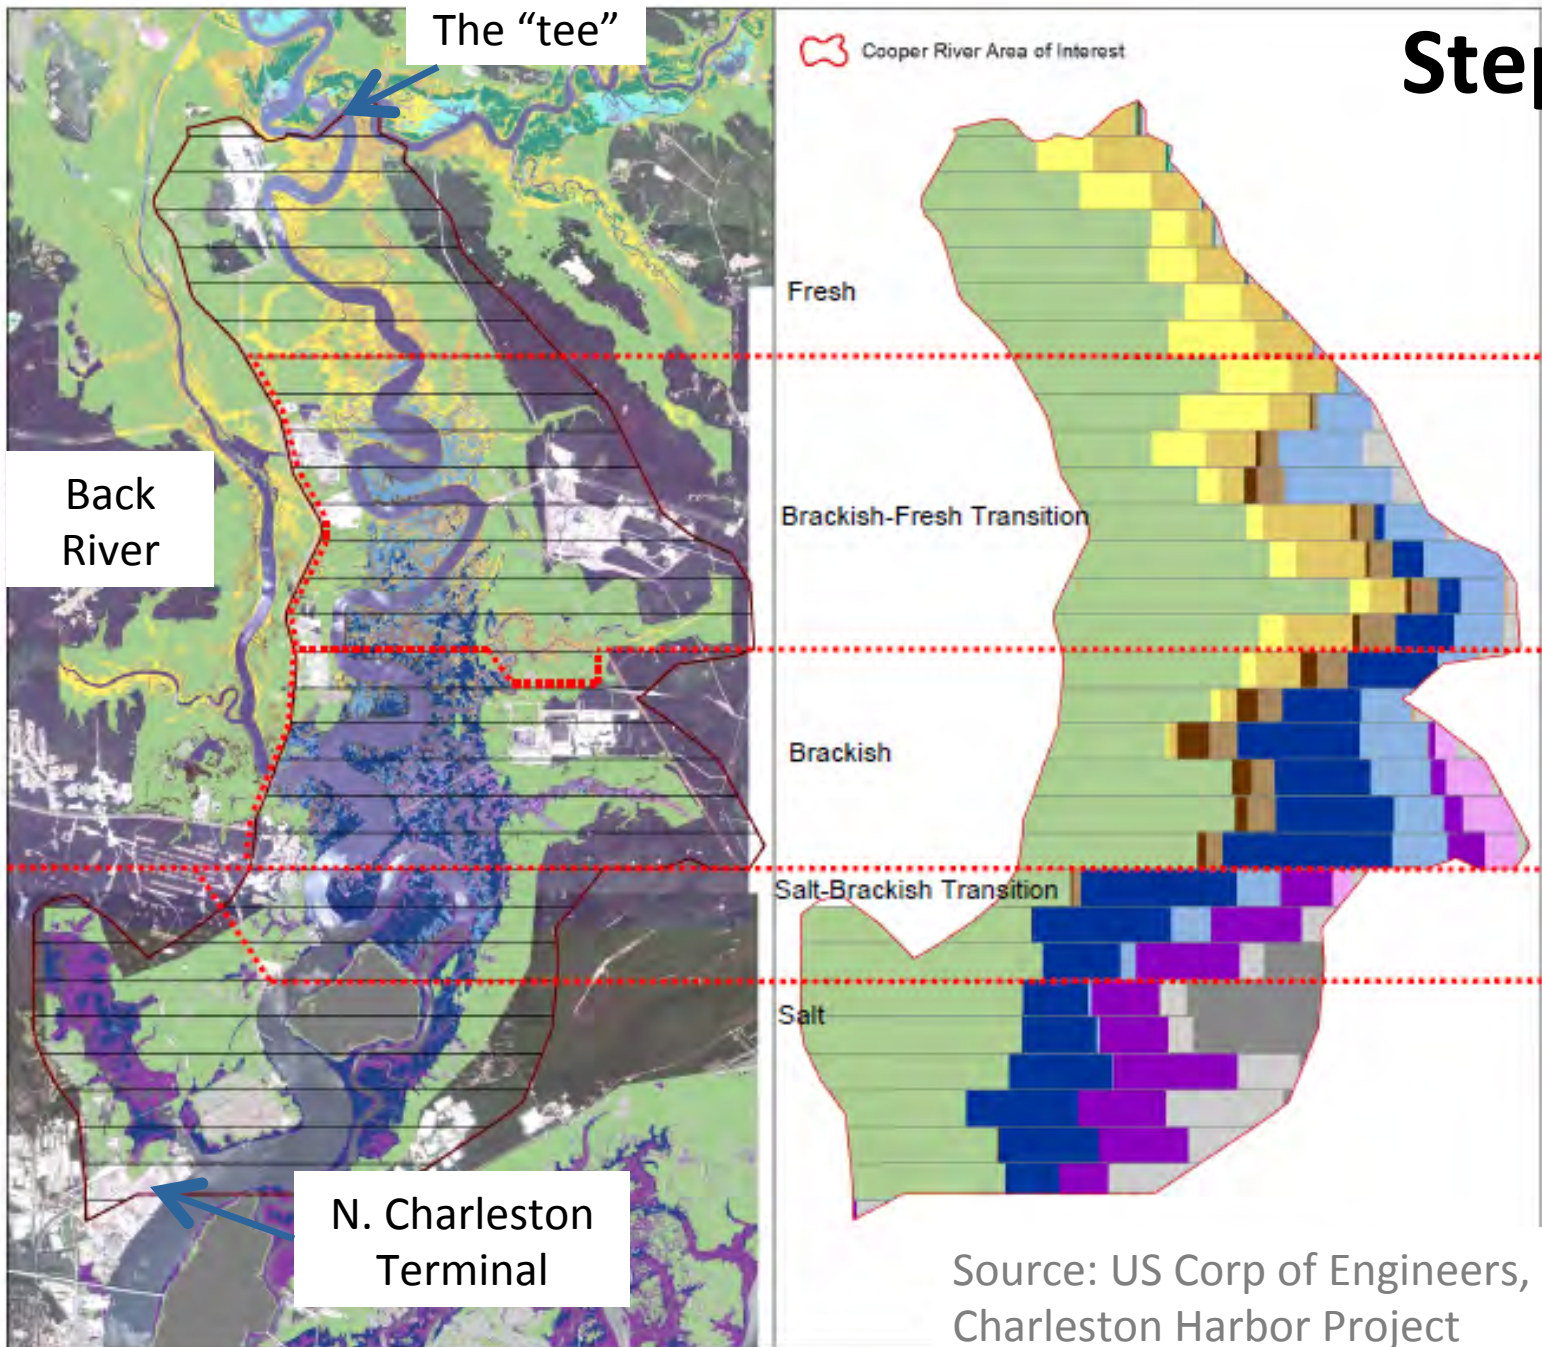 The “tee”
Cooper River Area of Interest
Step
Fresh
Back
River
Brackish-Fresh Transition
Brackish
Salt-Brackish Transition
Salt
N. Charleston
Terminal
Source: US Corp of Engineers,
Charleston Harbor Project